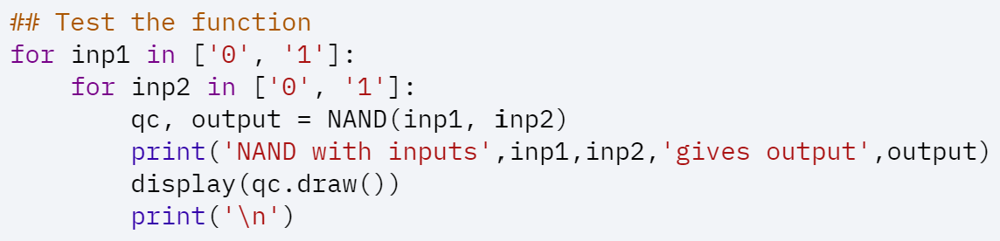 ## Test the function
for inp1 in ['0', '1']:
    for inp2 in ['0', '1']:
        qc, output = NAND(inp1, inp2)
        print('NAND with inputs',inp1,inp2,'gives output',output)
        display(qc.draw())
        print('\n')